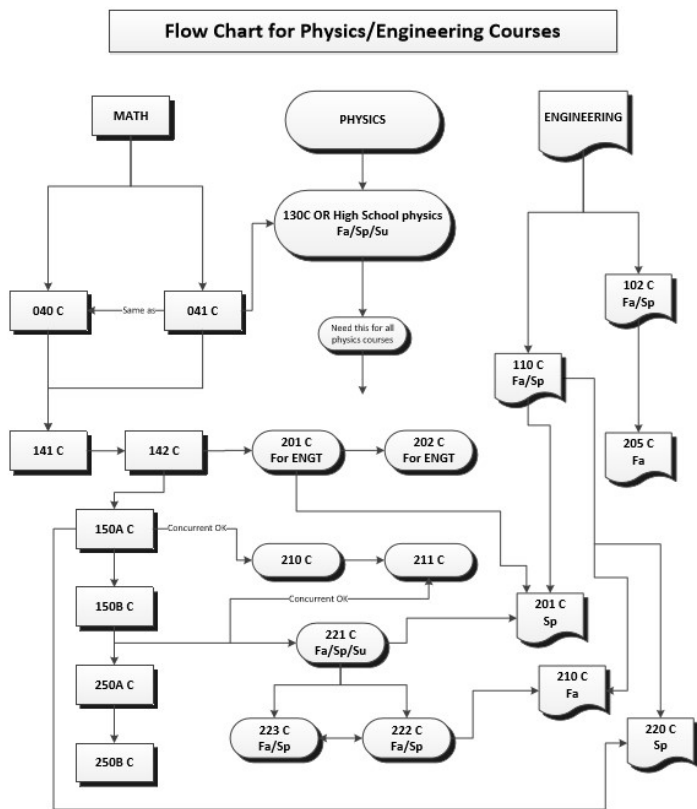 Flow Chart for Physics/Engineering Courses
MATH
PHYSICS
ENGINEERING
130C OR High School physics
Fa/Sp/Su
102 C
Fa/Sp
040 C
Same as
041 C
Need this for all
physics courses
110 C
Fa/Sp
141 C
142 C
201 C
For ENGT
202 C
For ENGT
205 C
Fa
150A C
Concurrent OK
210 C
211 C
150B C
Concurrent OK
201 C
Sp
221 C
Fa/Sp/Su
250A C
210 C
Fa
223 C
Fa/Sp
222 C
Fa/Sp
220 C
Sp
250B C